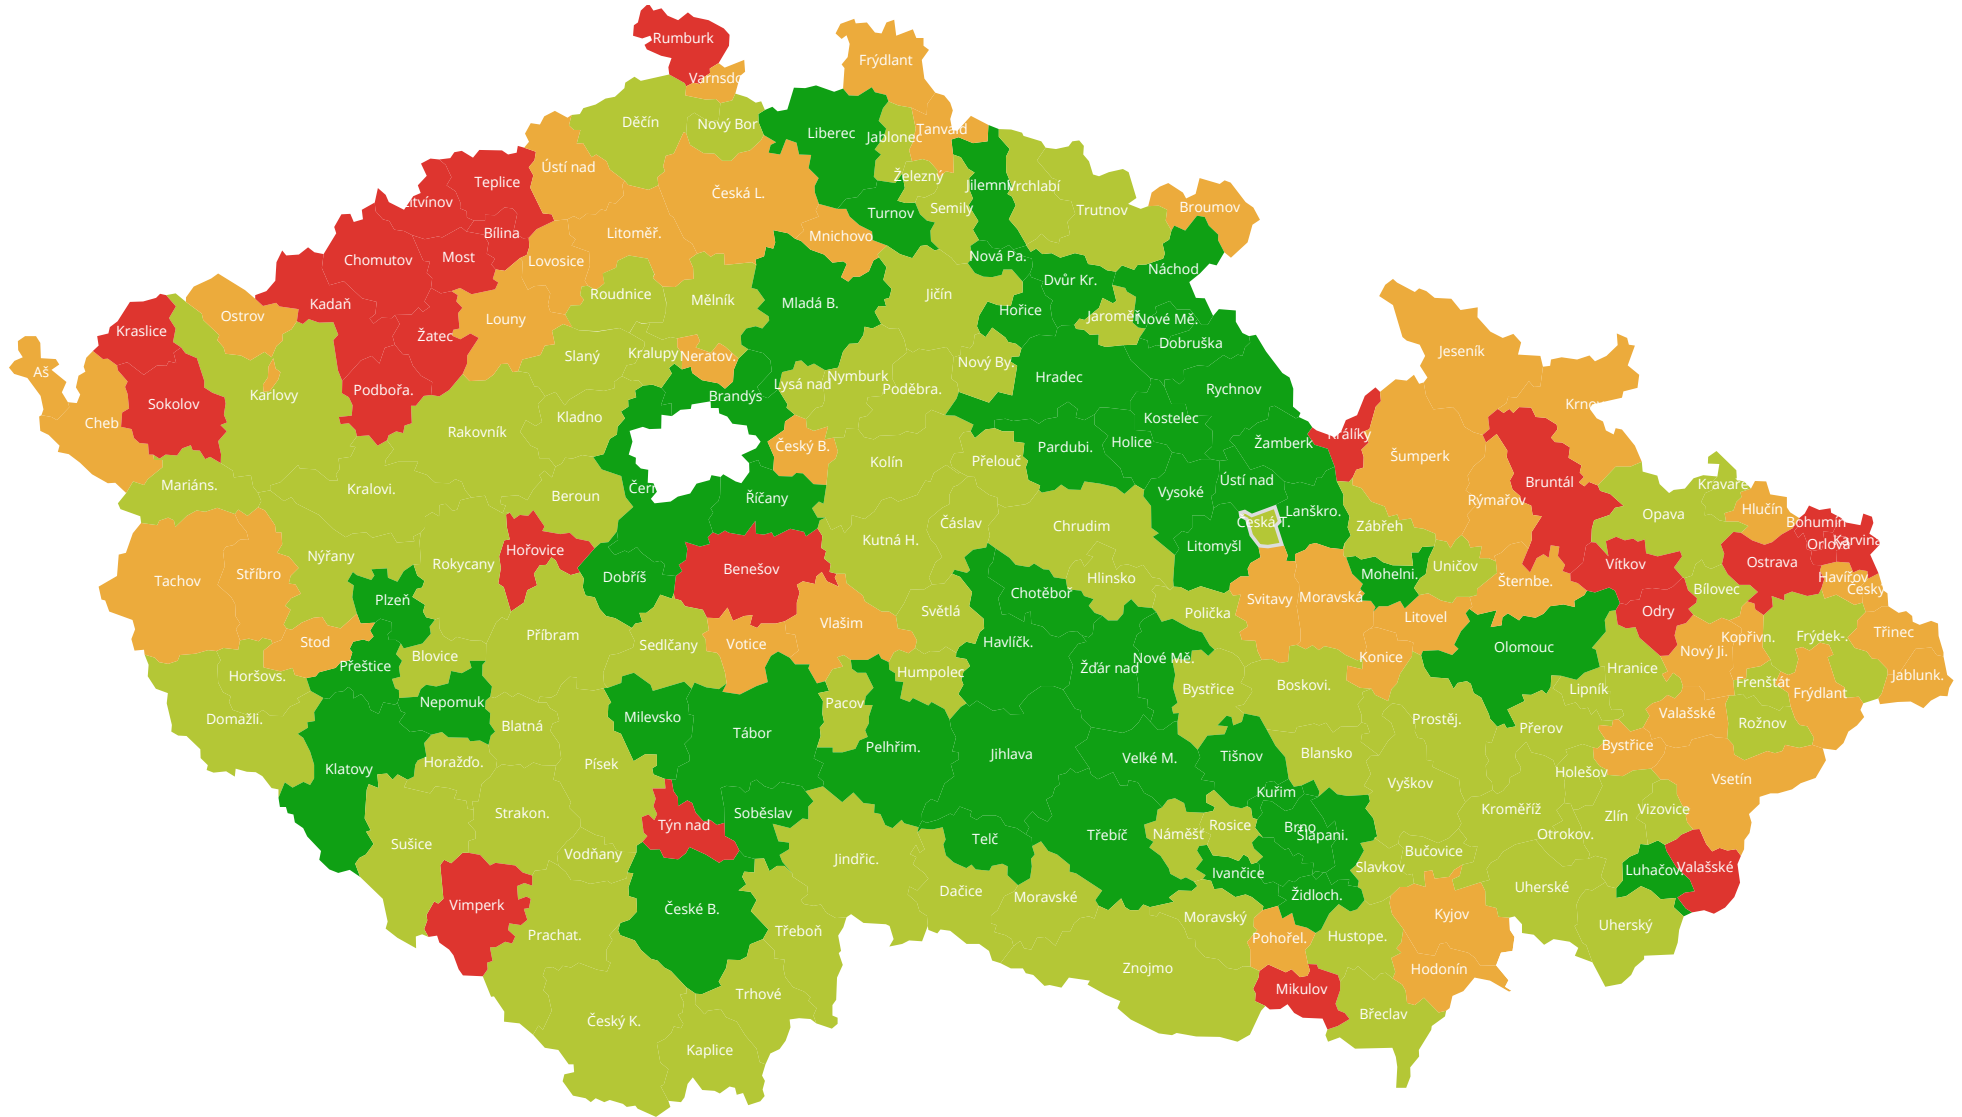 Rumburk
Varnsdo
Frýdlant
Děčín
Nový Bor
Liberec
Jablonec
Tanvald
Ústí nad
Teplice
Litvínov
Česká L.
Železný
Jilemni
Vrchlabí
Semily
Turnov
Trutnov
Broumov
Bílina
Litoměř.
Mnichovo
Most
Chomutov
Lovosice
Nová Pa.
Náchod
Dvůr Kr.
Kadaň
Roudnice
Mělník
Mladá B.
Jičín
Hořice
Jaroměř
Nové Mě.
Ostrov
Louny
Kraslice
Žatec
Dobruška
Jeseník
Slaný
Kralupy
Neratov.
Nový By.
Aš
Karlovy
Podbořa.
Lysá nad
Nymburk
Poděbra.
Hradec
Rychnov
Brandýs
Sokolov
Krno
Cheb
Kladno
Kostelec
Rakovník
Český B.
Pardubi.
Holice
Žamberk
Králíky
Kolín
Přelouč
Šumperk
Mariáns.
Kralovi.
Beroun
Čern
Říčany
Vysoké
Ústí nad
Bruntál
Kravaře
Rýmařov
Lanškro.
Hlučín
Opava
Čáslav
Chrudim
Česká T.
Zábřeh
Bohumín
Kutná H.
Litomyšl
Orlová
Karviná
Hořovice
Nýřany
Rokycany
Benešov
Vítkov
Ostrava
Uničov
Mohelni.
Tachov
Stříbro
Dobříš
Hlinsko
Šternbe.
Havířov
Český
Bílovec
Plzeň
Chotěboř
Svitavy
Moravská
Světlá
Polička
Litovel
Odry
Vlašim
Příbram
Sedlčany
Votice
Stod
Havlíčk.
Kopřivn.
Frýdek-.
Třinec
Olomouc
Nový Ji.
Blovice
Přeštice
Konice
Nové Mě.
Žďár nad
Hranice
Humpolec
Horšovs.
Boskovi.
Bystřice
Lipník
Frenštát
Frýdlant
Jablunk.
Nepomuk
Pacov
Milevsko
Domažli.
Blatná
Prostěj.
Valašské
Rožnov
Přerov
Tábor
Pelhřim.
Bystřice
Jihlava
Velké M.
Tišnov
Blansko
Horažďo.
Písek
Klatovy
Holešov
Vsetín
Vyškov
Kuřim
Strakon.
Soběslav
Kroměříž
Vizovice
Zlín
Týn nad
Rosice
Brno
Šlapani.
Náměšť
Třebíč
Telč
Otrokov.
Sušice
Vodňany
Jindřic.
Bučovice
Slavkov
Valašské
Luhačov.
Ivančice
Dačice
Moravské
Židloch.
Uherské
Vimperk
České B.
Moravský
Kyjov
Uherský
Třeboň
Prachat.
Pohořel.
Hustope.
Znojmo
Hodonín
Mikulov
Trhové
Břeclav
Český K.
Kaplice